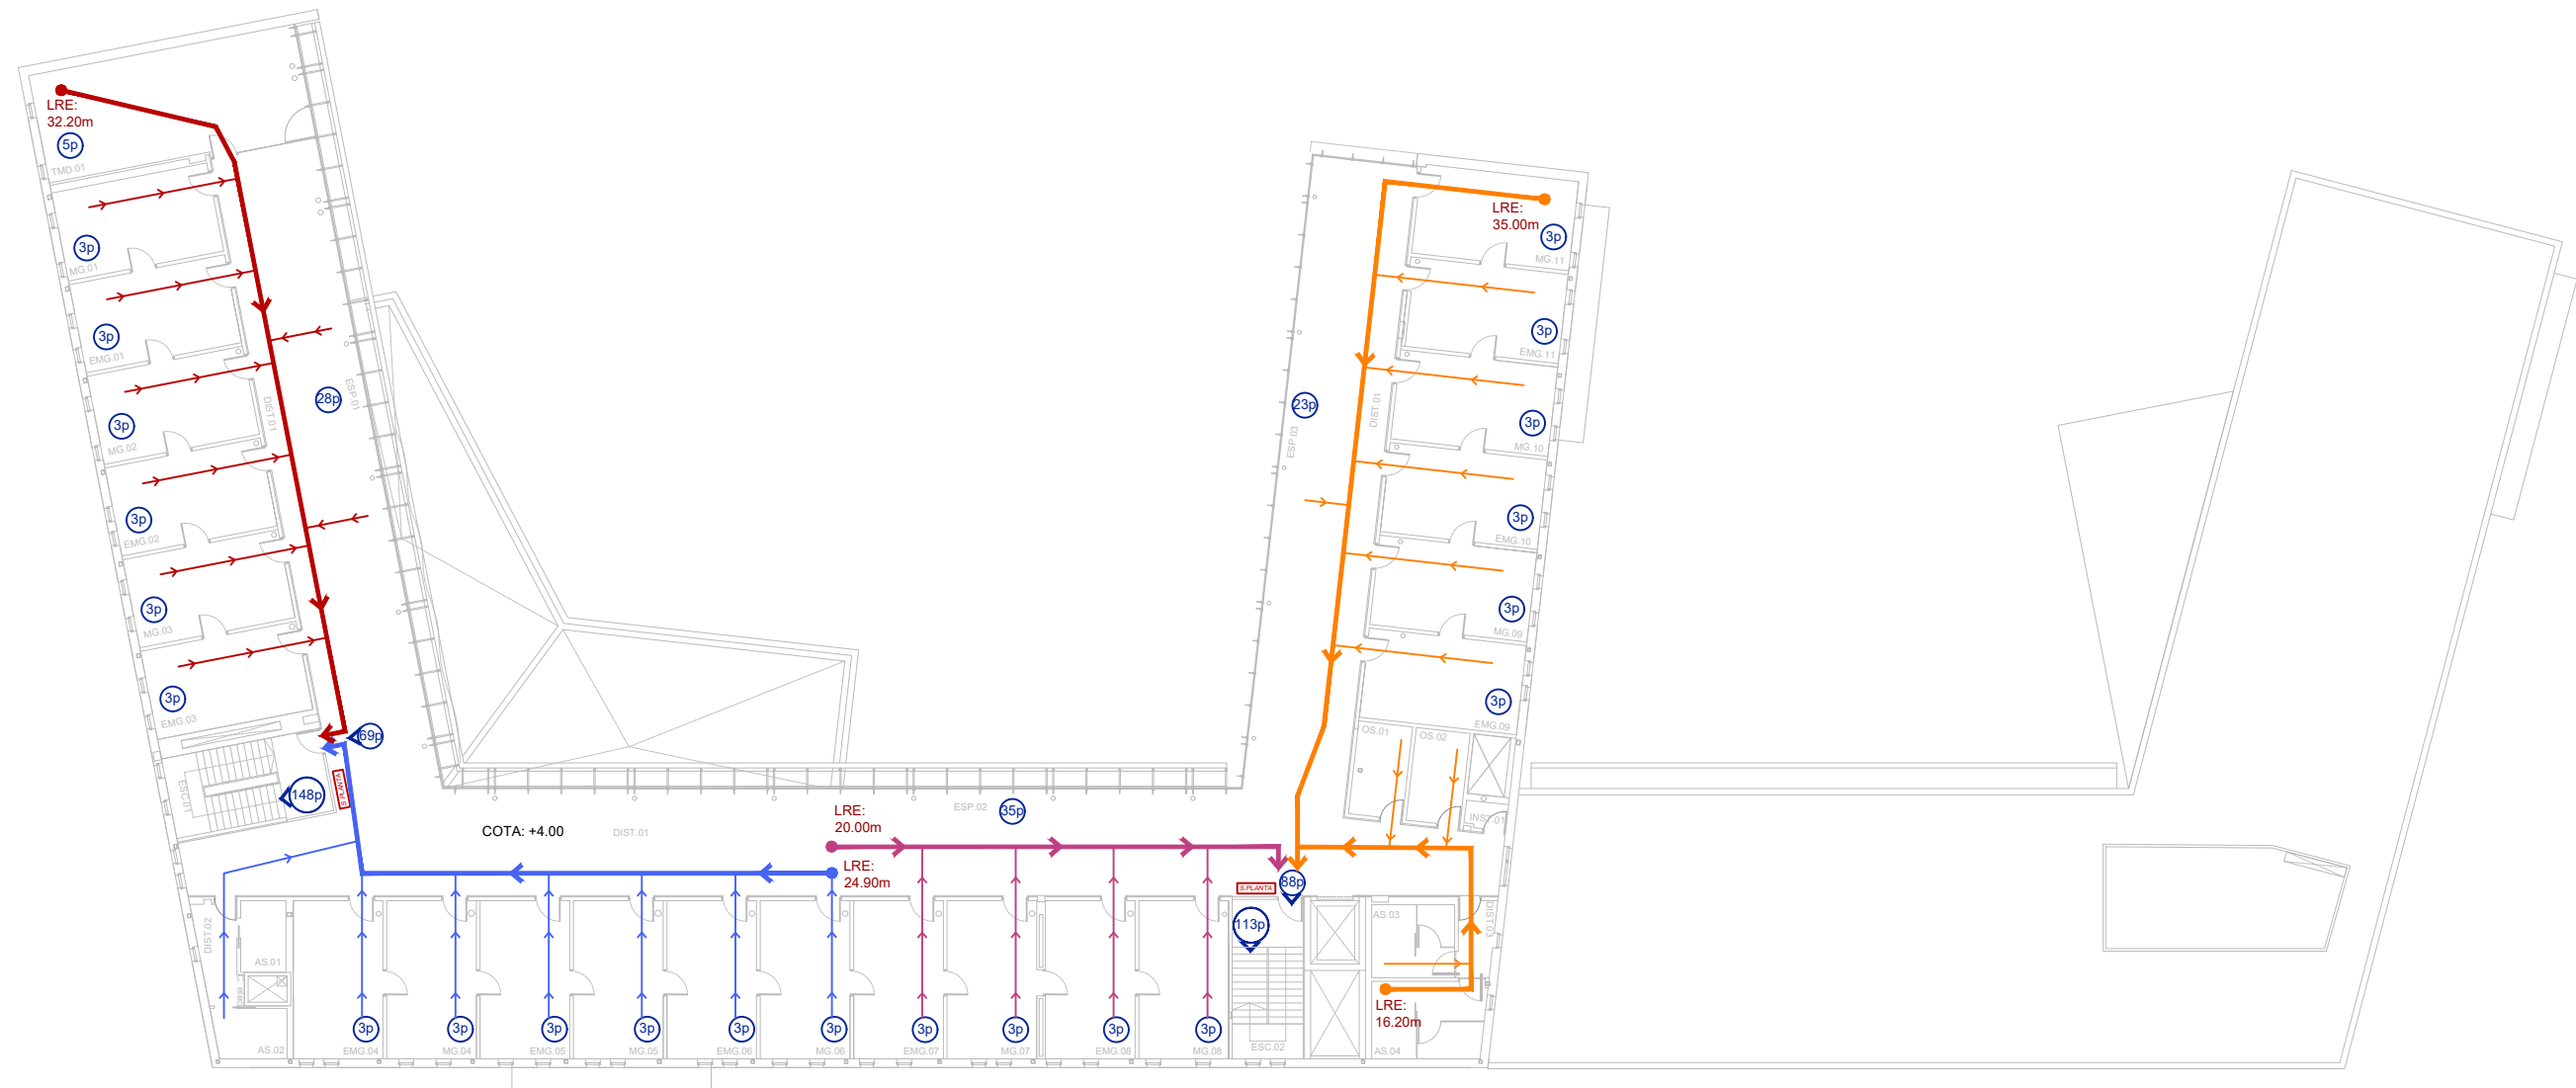 LRE:
32.20m
5p
TMD.01
3p
MG.01
3p
EMG.01
3p
MG.02
3p
EMG.02
3p
MG.03
3p
EMG.03
DIST.01
28p
ESP.01
69p
S.PLANTA
148p
ESC.01
COTA: +4.00
DIST.01
ESP.02
35p
LRE:
20.00m
LRE:
24.90m
DIST.02
AS.01
AS.02
3p
EMG.04
3p
MG.04
3p
EMG.05
3p
MG.05
3p
EMG.06
3p
MG.06
3p
EMG.07
3p
MG.07
3p
EMG.08
3p
MG.08
S.PLANTA
88p
113p
ESC.02
LRE:
35.00m
3p
MG.11
3p
EMG.11
3p
MG.10
3p
EMG.10
3p
MG.09
3p
EMG.09
23p
ESP.03
DIST.01
OS.01
OS.02
INST.01
AS.03
DIST.03
LRE:
16.20m
AS.04